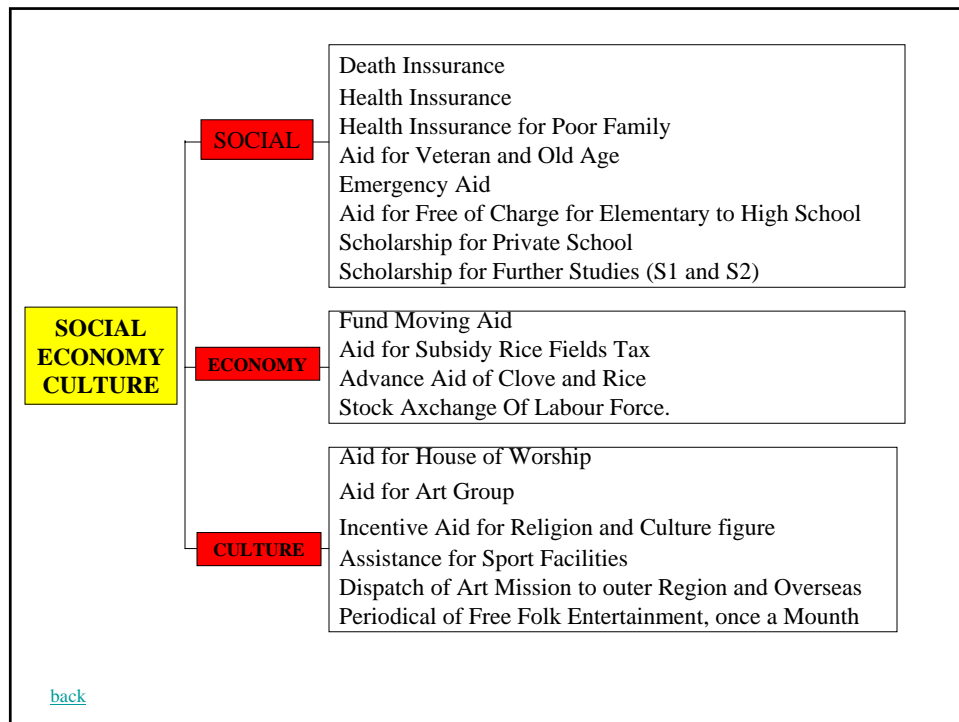 SOCIAL
ECONOMY
CULTURE
SOCIAL
Death Inssurance
Health Inssurance
Health Inssurance for Poor Family
Aid for Veteran and Old Age
Emergency Aid
Aid for Free of Charge for Elementary to High School
Scholarship for Private School
Scholarship for Further Studies (S1 and S2)
ECONOMY
Fund Moving Aid
Aid for Subsidy Rice Fields Tax
Advance Aid of Clove and Rice
Stock Axchange Of Labour Force.
CULTURE
Aid for House of Worship
Aid for Art Group
Incentive Aid for Religion and Culture figure
Assistance for Sport Facilities
Dispatch of Art Mission to outer Region and Overseas
Periodical of Free Folk Entertainment, once a Mounth
back